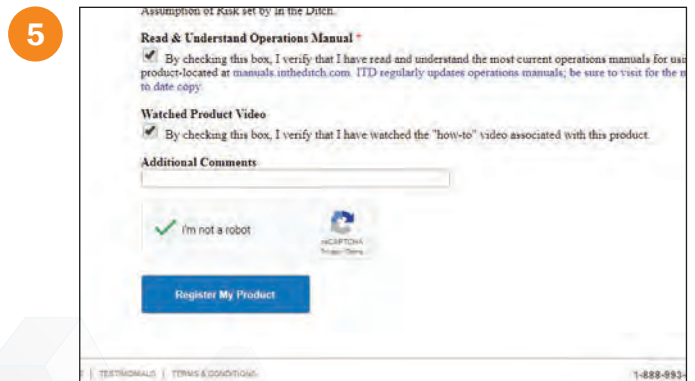 5
Assumption of Risk set by In the Ditch.
Read & Understand Operations Manual *
By checking this box, I verify that I have read and understand the most current operations manuals for usi
product-located at manuals.intheditch.com. ITD regularly updates operations manuals; be sure to visit for the m
to date copy.
Watched Product Video
By checking this box, I verify that I have watched the "how-to" video associated with this product.
Additional Comments
I'm not a robot
reCAPTCHA
Privacy - Terms
Register My Product
| TESTIMONIALS | TERMS & CONDITIONS
1-888-993-